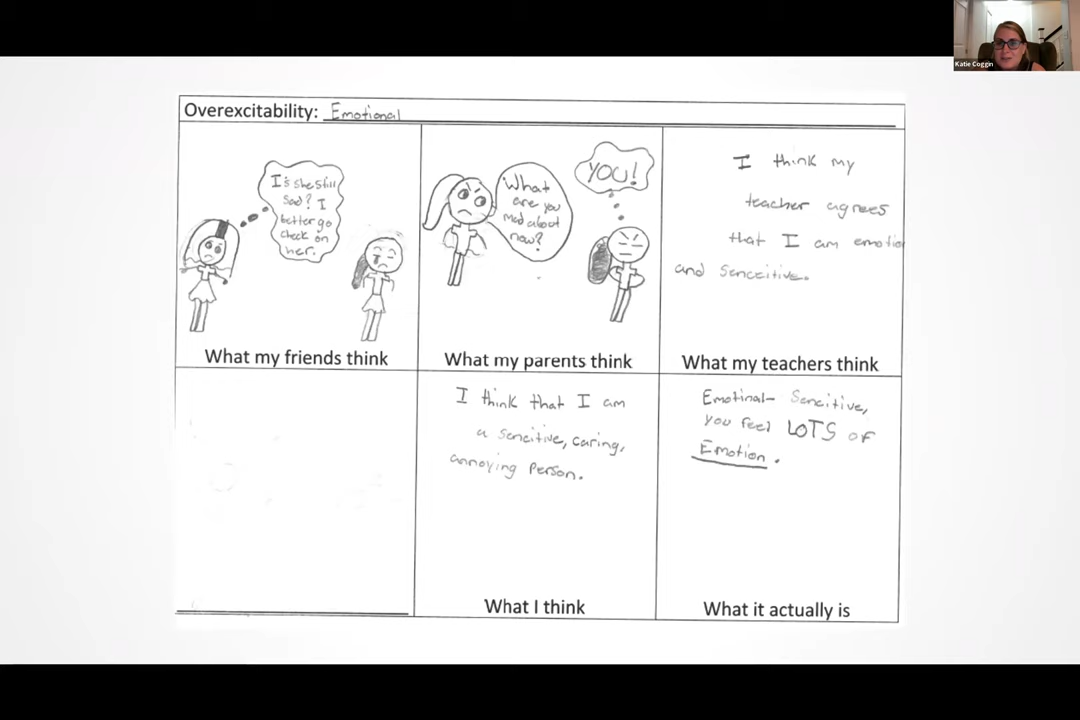 Katie Coggin
Overexcitability: Emotional
I's she still
sad? I
better go
check on
her.
What my friends think
What
are you
mad about
now?
YOU!
What my parents think
I think my
teacher agrees
that I am emotio
and senceitive.
What my teachers think
I think that I am
a sencitive, caring,
annoying person.
What I think
Emotinal- Sencitive,
you feel LOTS of
Emotion.
What it actually is